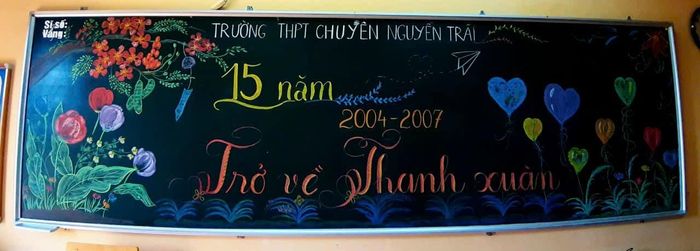 Sĩ số:
Vắng:
TRƯỜNG THPT CHUYÊN NGUYỄN TRÃI
15 năm
2004-2007
Trở về Thanh xuân